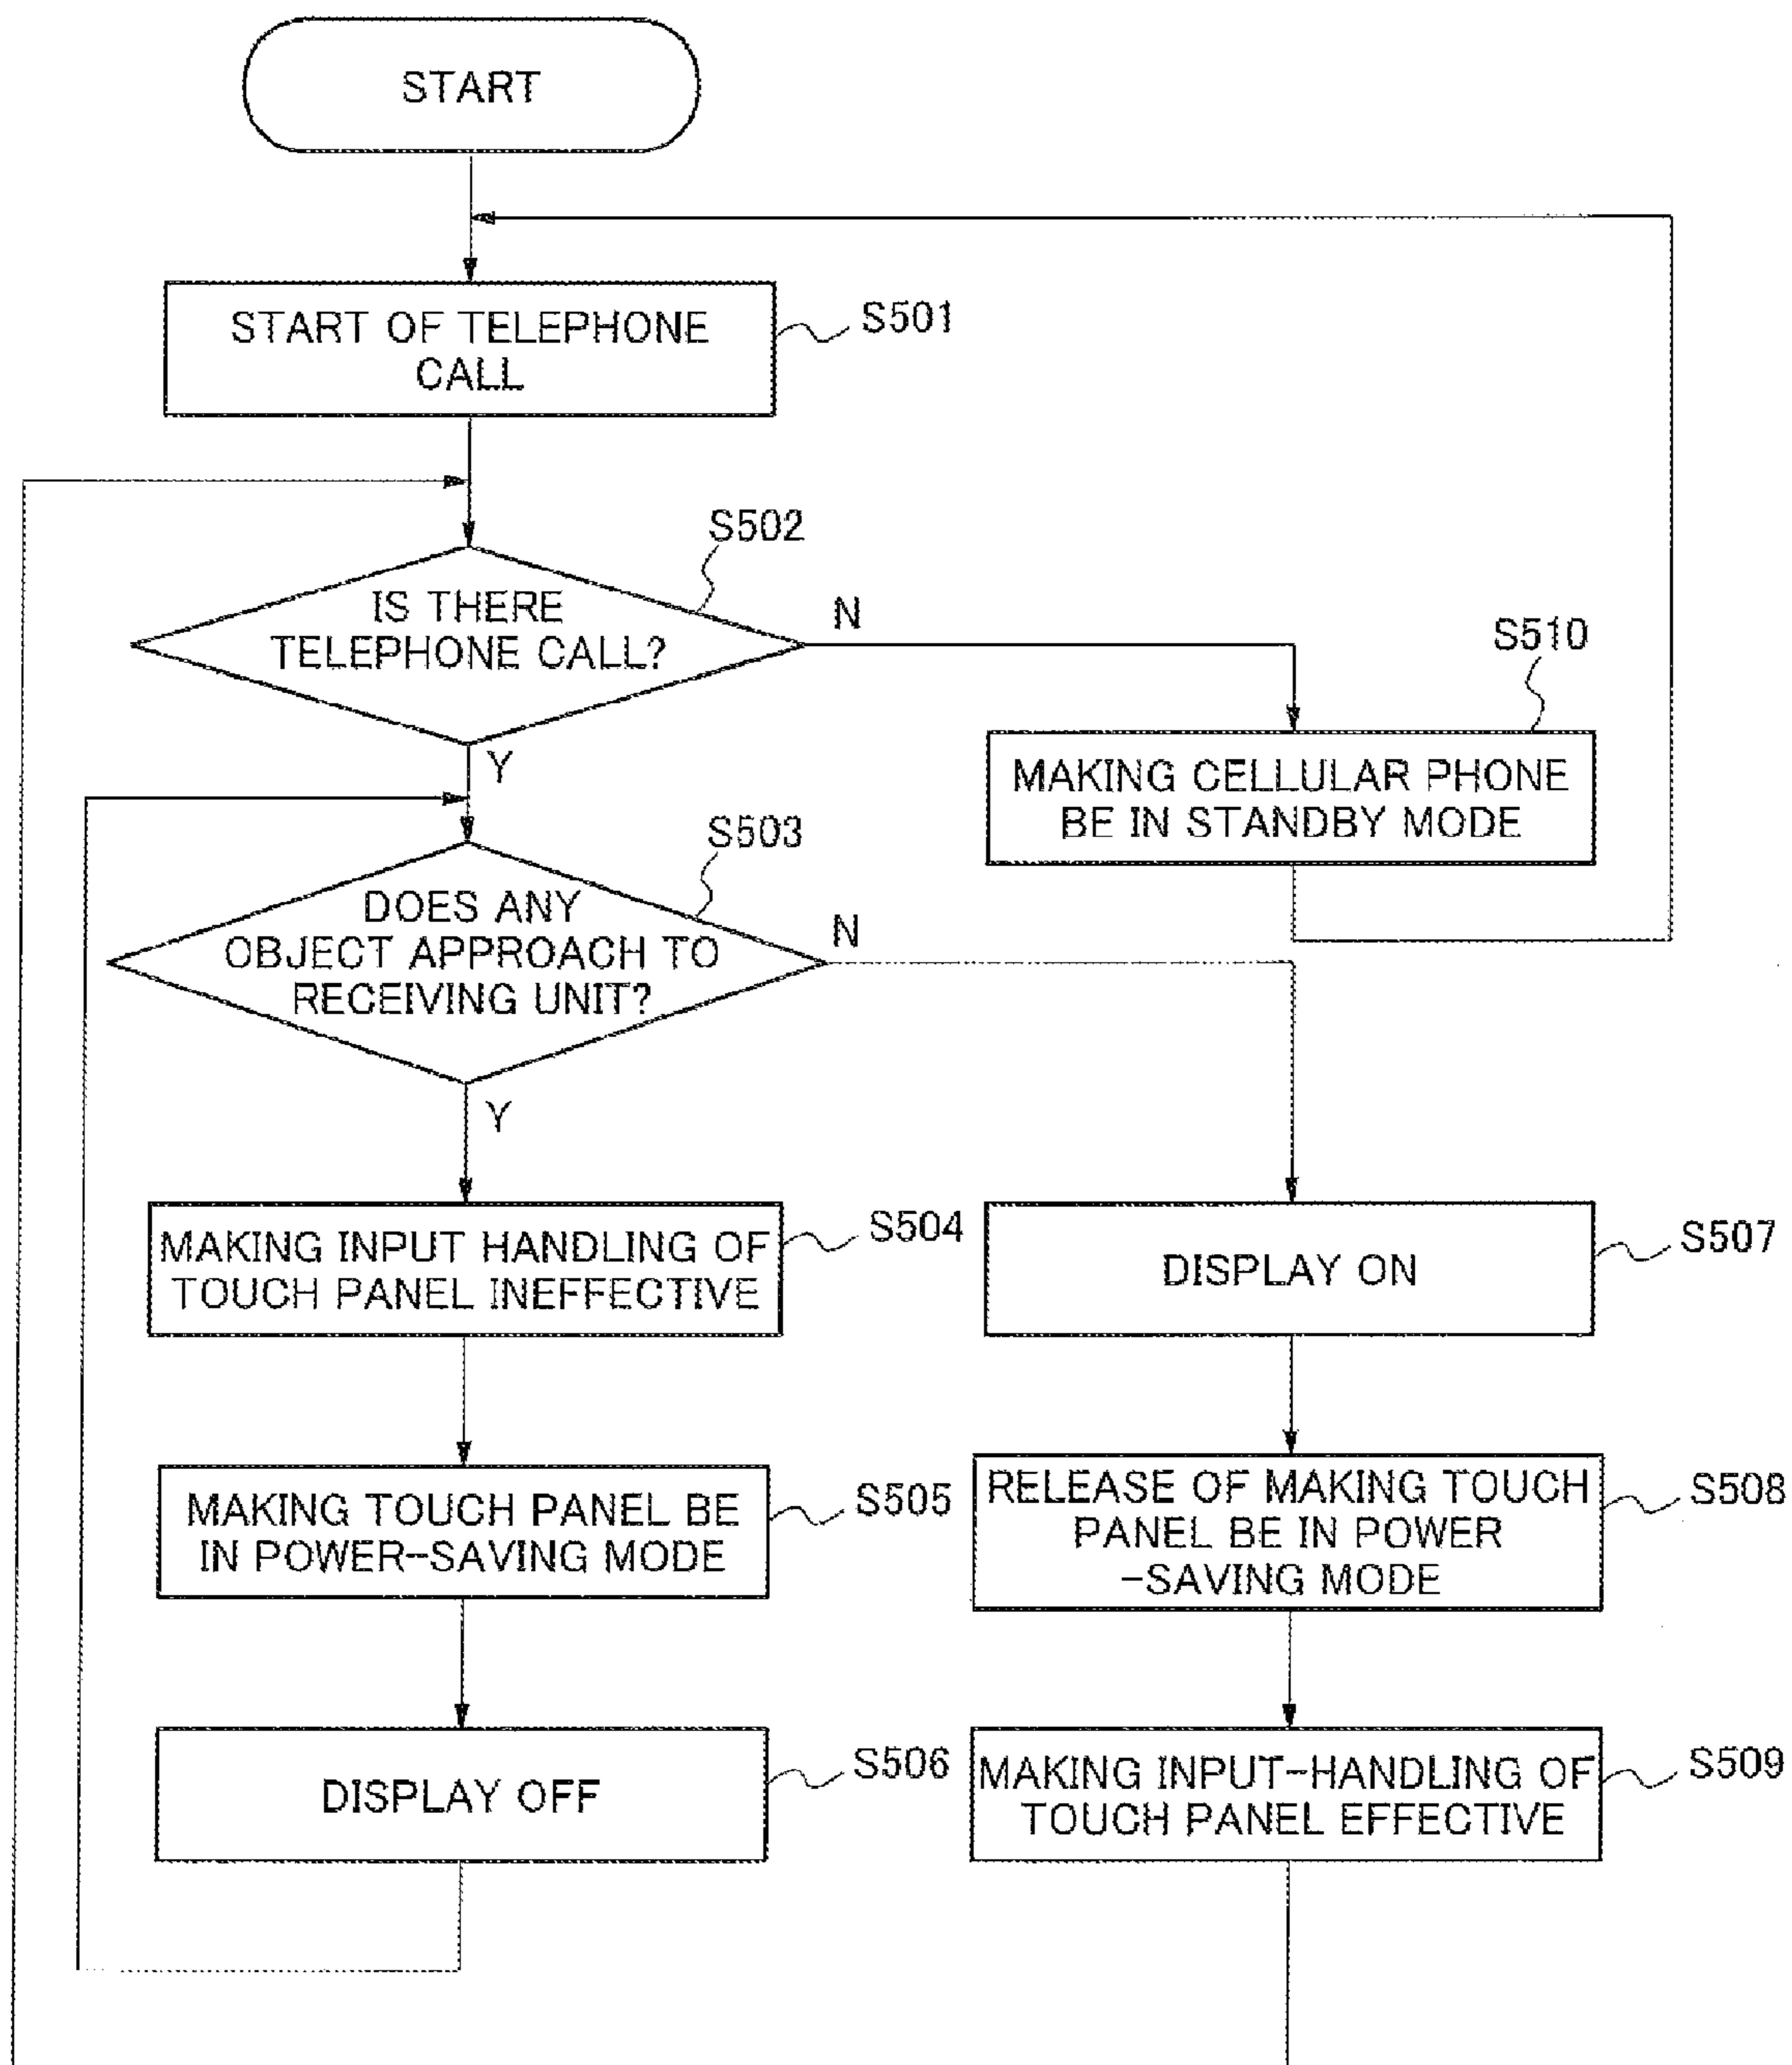 START
START OF TELEPHONE
CALL
S501
IS THERE
TELEPHONE CALL?
S502
N
Y
S510
MAKING CELLULAR PHONE
BE IN STANDBY MODE
DOES ANY
OBJECT APPROACH TO
RECEIVING UNIT?
S503
N
Y
MAKING INPUT HANDLING OF
TOUCH PANEL INEFFECTIVE
S504
DISPLAY ON
S507
MAKING TOUCH PANEL BE
IN POWER-SAVING MODE
S505
RELEASE OF MAKING TOUCH
PANEL BE IN POWER
-SAVING MODE
S508
DISPLAY OFF
S506
MAKING INPUT-HANDLING OF
TOUCH PANEL EFFECTIVE
S509